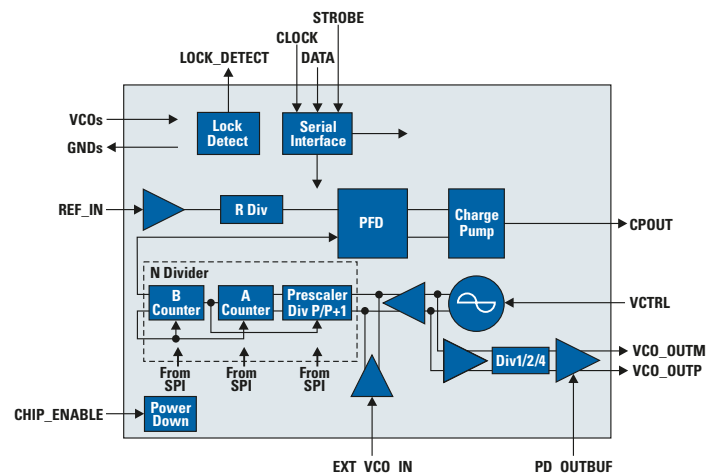 STROBE
CLOCK
DATA
LOCK_DETECT
VCOs
GNDs
Lock
Detect
Serial
Interface
REF_IN
R Div
PFD
Charge
Pump
CPOUT
N Divider
B
Counter
A
Counter
Prescaler
Div P/P+1
VCTRL
From
SPI
From
SPI
From
SPI
Div1/2/4
VCO_OUTM
VCO_OUTP
CHIP_ENABLE
Power
Down
EXT_VCO_IN
PD_OUTBUF